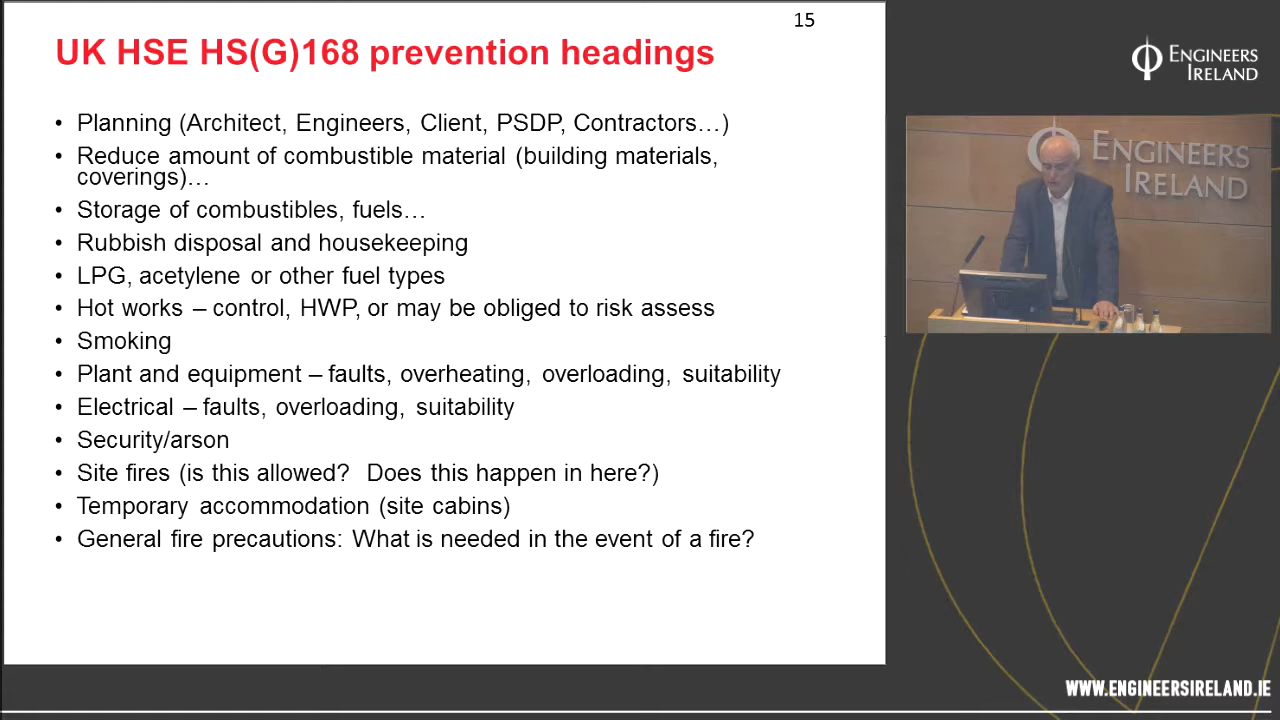 15
UK HSE HS(G)168 prevention headings
• Planning (Architect, Engineers, Client, PSDP, Contractors…)
• Reduce amount of combustible material (building materials,
coverings)…
• Storage of combustibles, fuels…
• Rubbish disposal and housekeeping
• LPG, acetylene or other fuel types
• Hot works – control, HWP, or may be obliged to risk assess
• Smoking
• Plant and equipment – faults, overheating, overloading, suitability
• Electrical – faults, overloading, suitability
• Security/arson
• Site fires (is this allowed?  Does this happen in here?)
• Temporary accommodation (site cabins)
• General fire precautions: What is needed in the event of a fire?
ENGINEERS
IRELAND
ENGINEERS
IRELAND
WWW.ENGINEERSIRELAND.IE